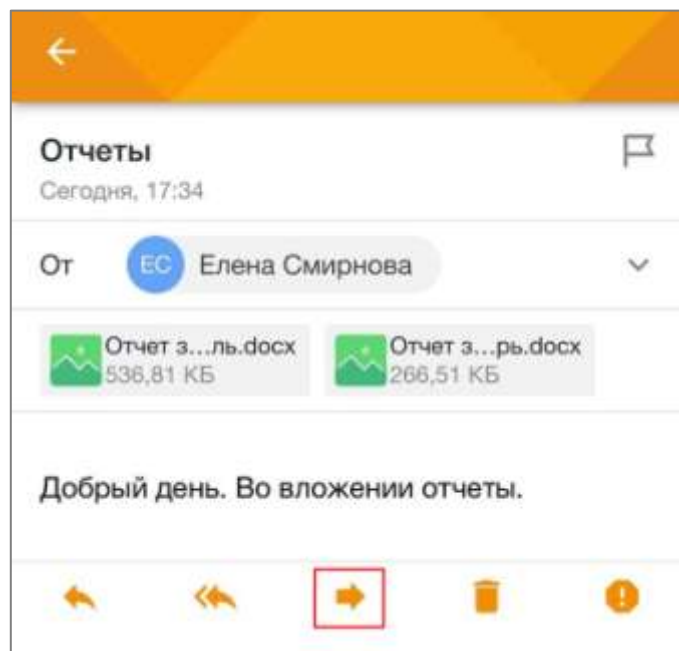 Отчеты
Сегодня, 17:34
От ЕС Елена Смирнова
Отчет з...ль.docx Отчет з...рь.docx
536,81 КБ 266,51 КБ
Добрый день. Во вложении отчеты.